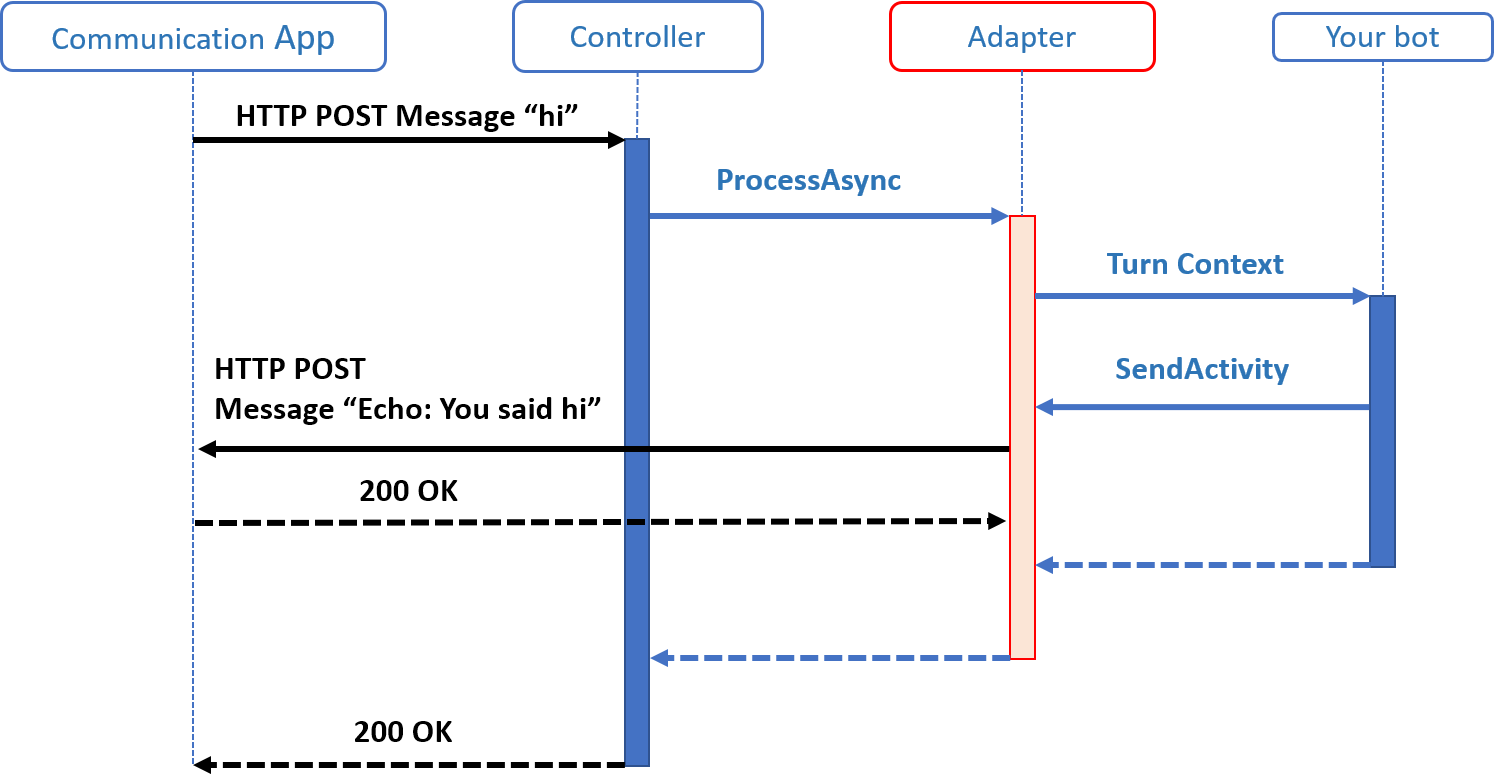 Communication App
Controller
Adapter
Your bot
HTTP POST Message “hi”
ProcessAsync
Turn Context
HTTP POST
Message “Echo: You said hi”
SendActivity
200 OK
200 OK